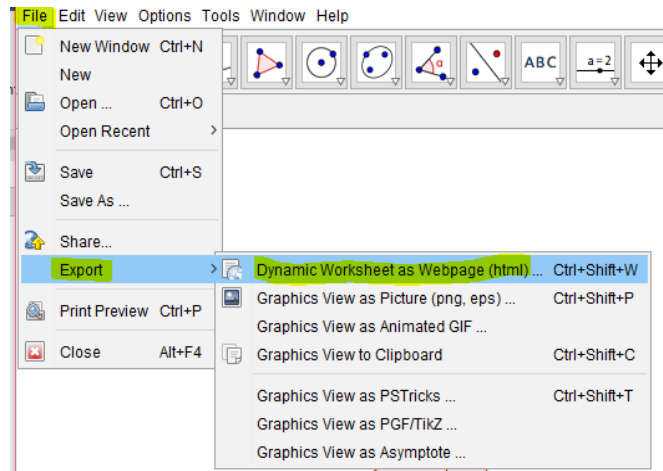 File Edit View Options Tools Window Help
New Window Ctrl+N
New
Open ... Ctrl+O
Open Recent
Save Ctrl+S
Save As ...
Share...
Export
Print Preview Ctrl+P
Close Alt+F4
α
ABC
a=2
Dynamic Worksheet as Webpage (html) ... Ctrl+Shift+W
Graphics View as Picture (png, eps) ... Ctrl+Shift+P
Graphics View as Animated GIF ...
Graphics View to Clipboard Ctrl+Shift+C
Graphics View as PSTricks ... Ctrl+Shift+T
Graphics View as PGF/TikZ ...
Graphics View as Asymptote ...